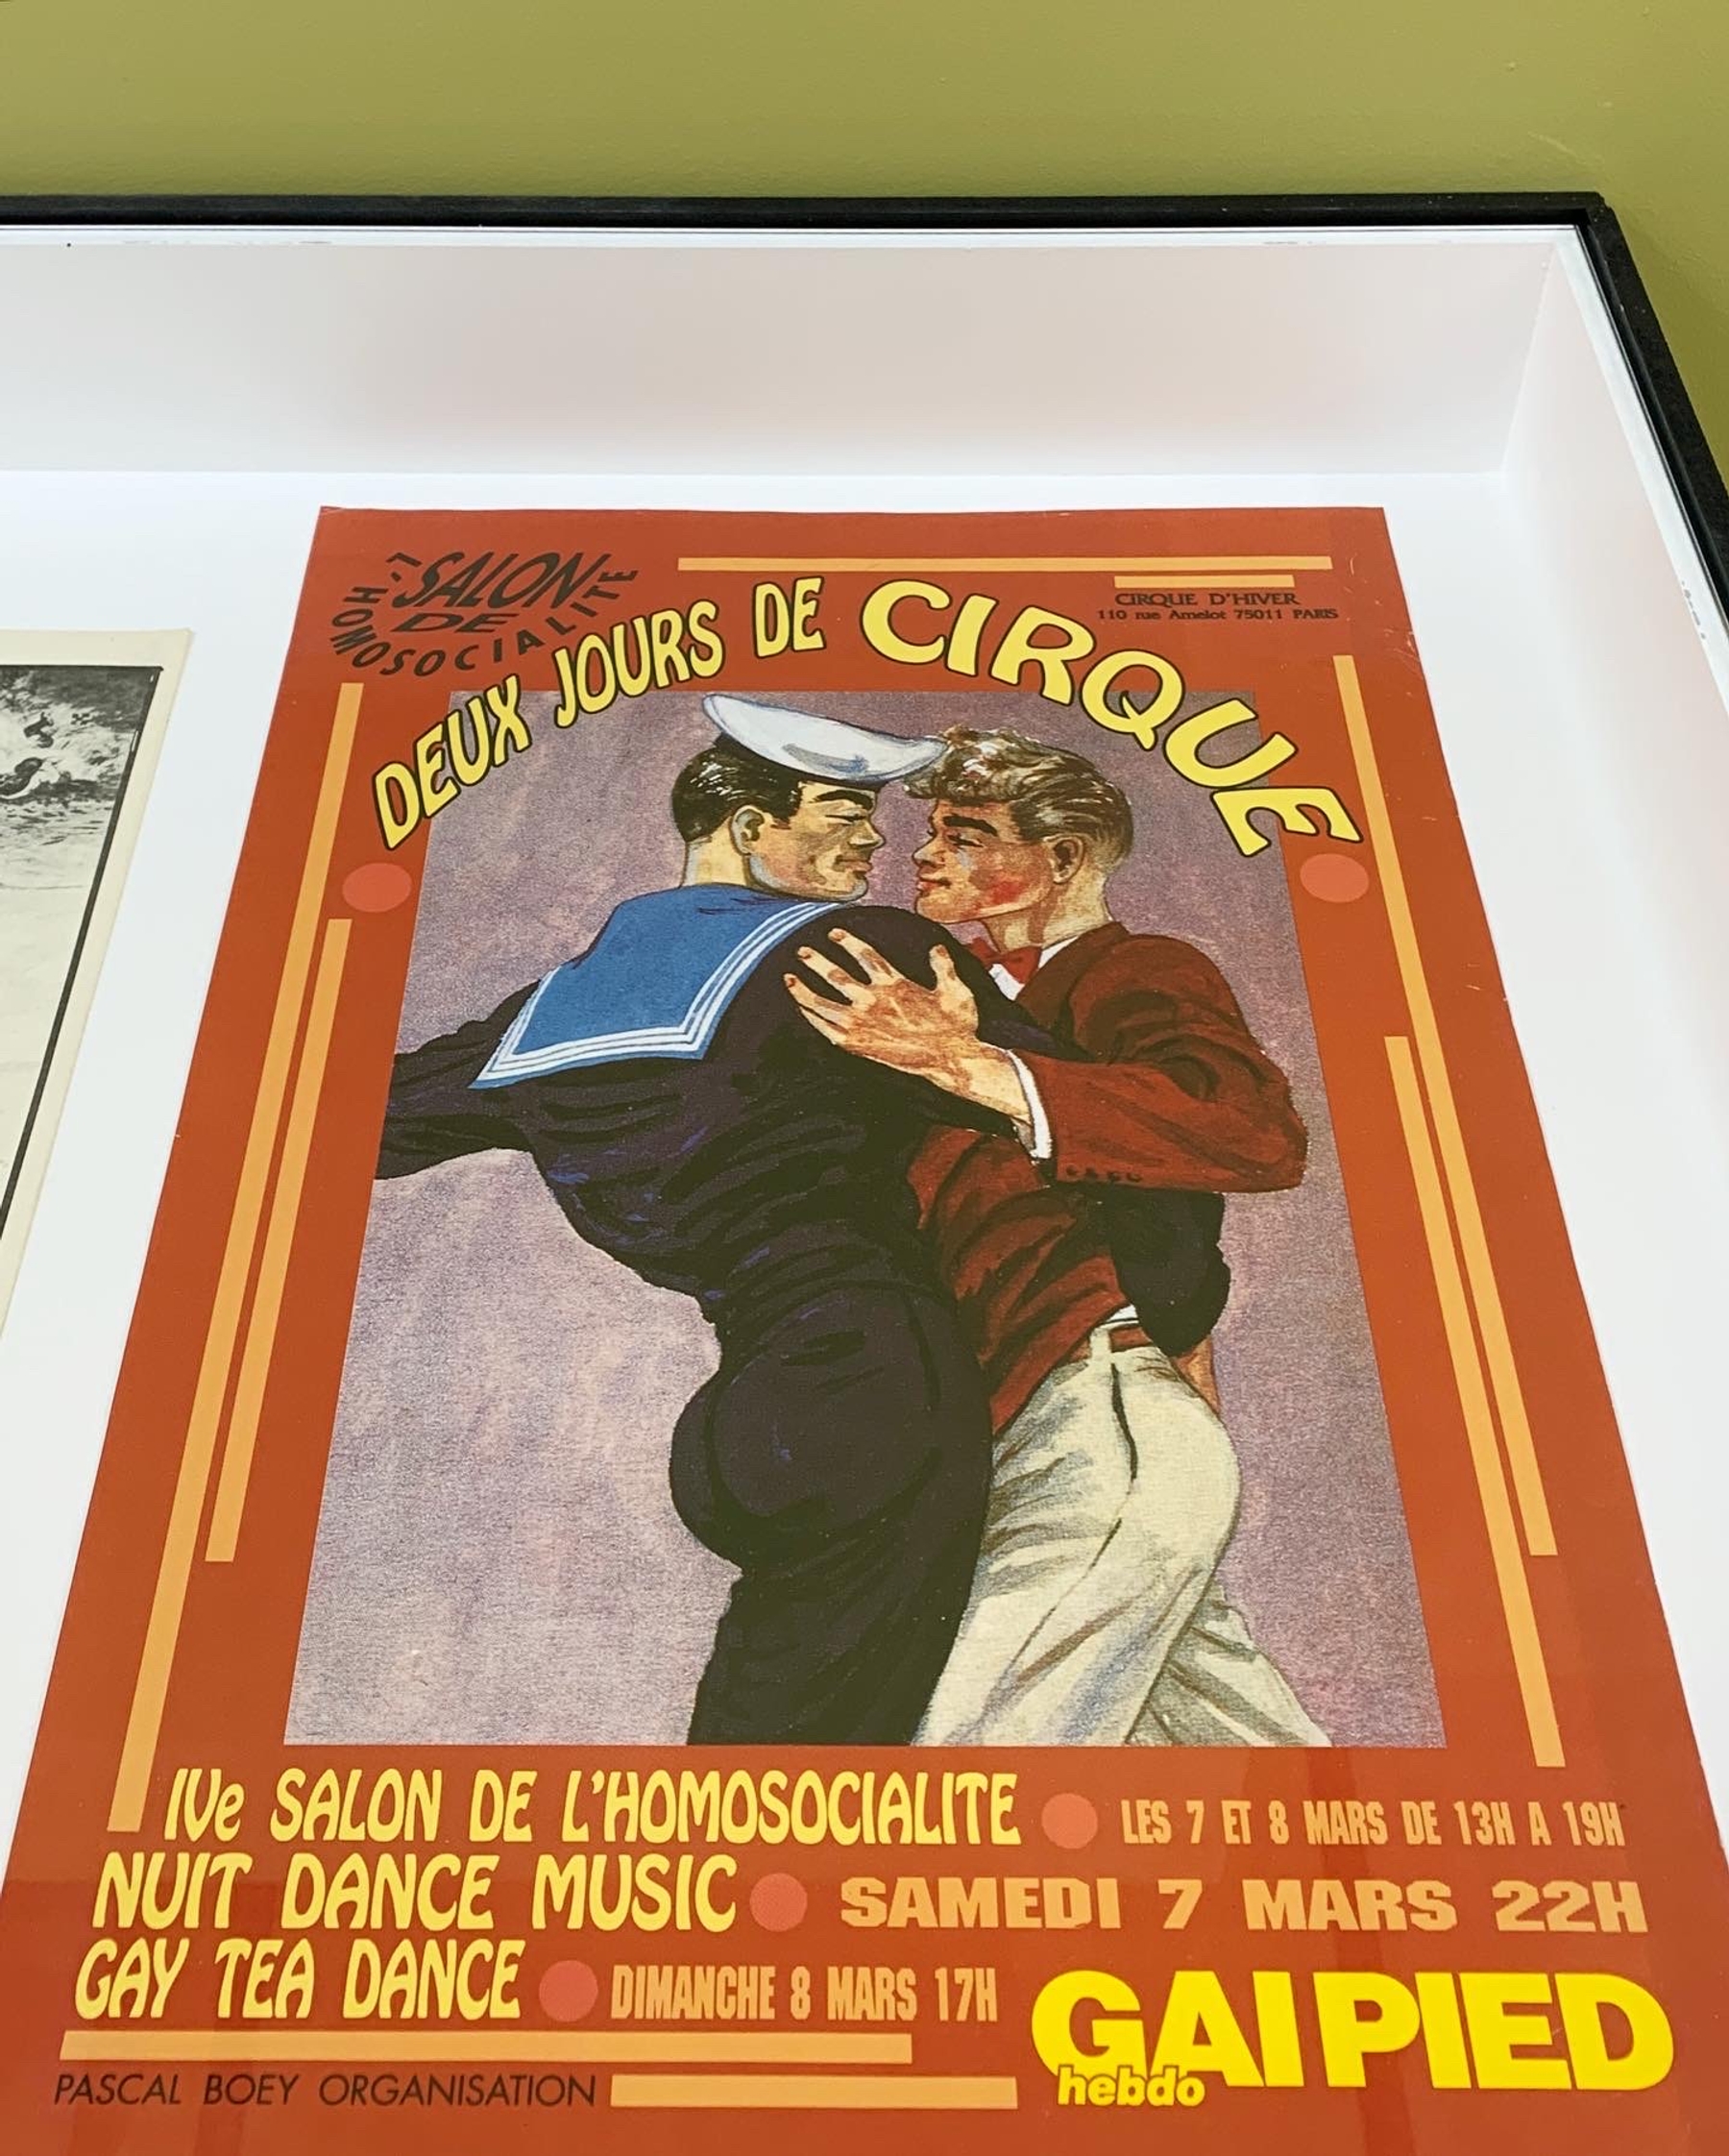 SALON
DE
L'HOMOSOCIALITE
CIRQUE D'HIVER
110 rue Amelot 75011 PARIS
DEUX JOURS DE CIRQUE
IVe SALON DE L'HOMOSOCIALITE LES 7 ET 8 MARS DE 13H A 19H
NUIT DANCE MUSIC SAMEDI 7 MARS 22H
GAY TEA DANCE DIMANCHE 8 MARS 17H
GAI PIED
hebdo
PASCAL BOEY ORGANISATION